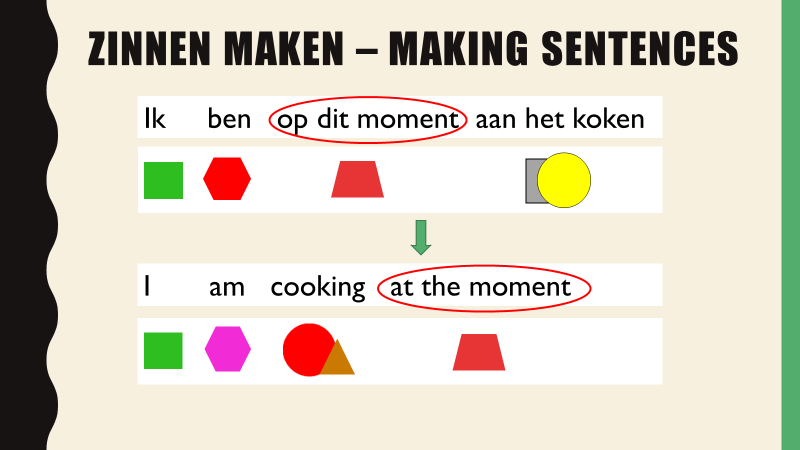 ZINNEN MAKEN – MAKING SENTENCES
Ik ben op dit moment aan het koken
I am cooking at the moment